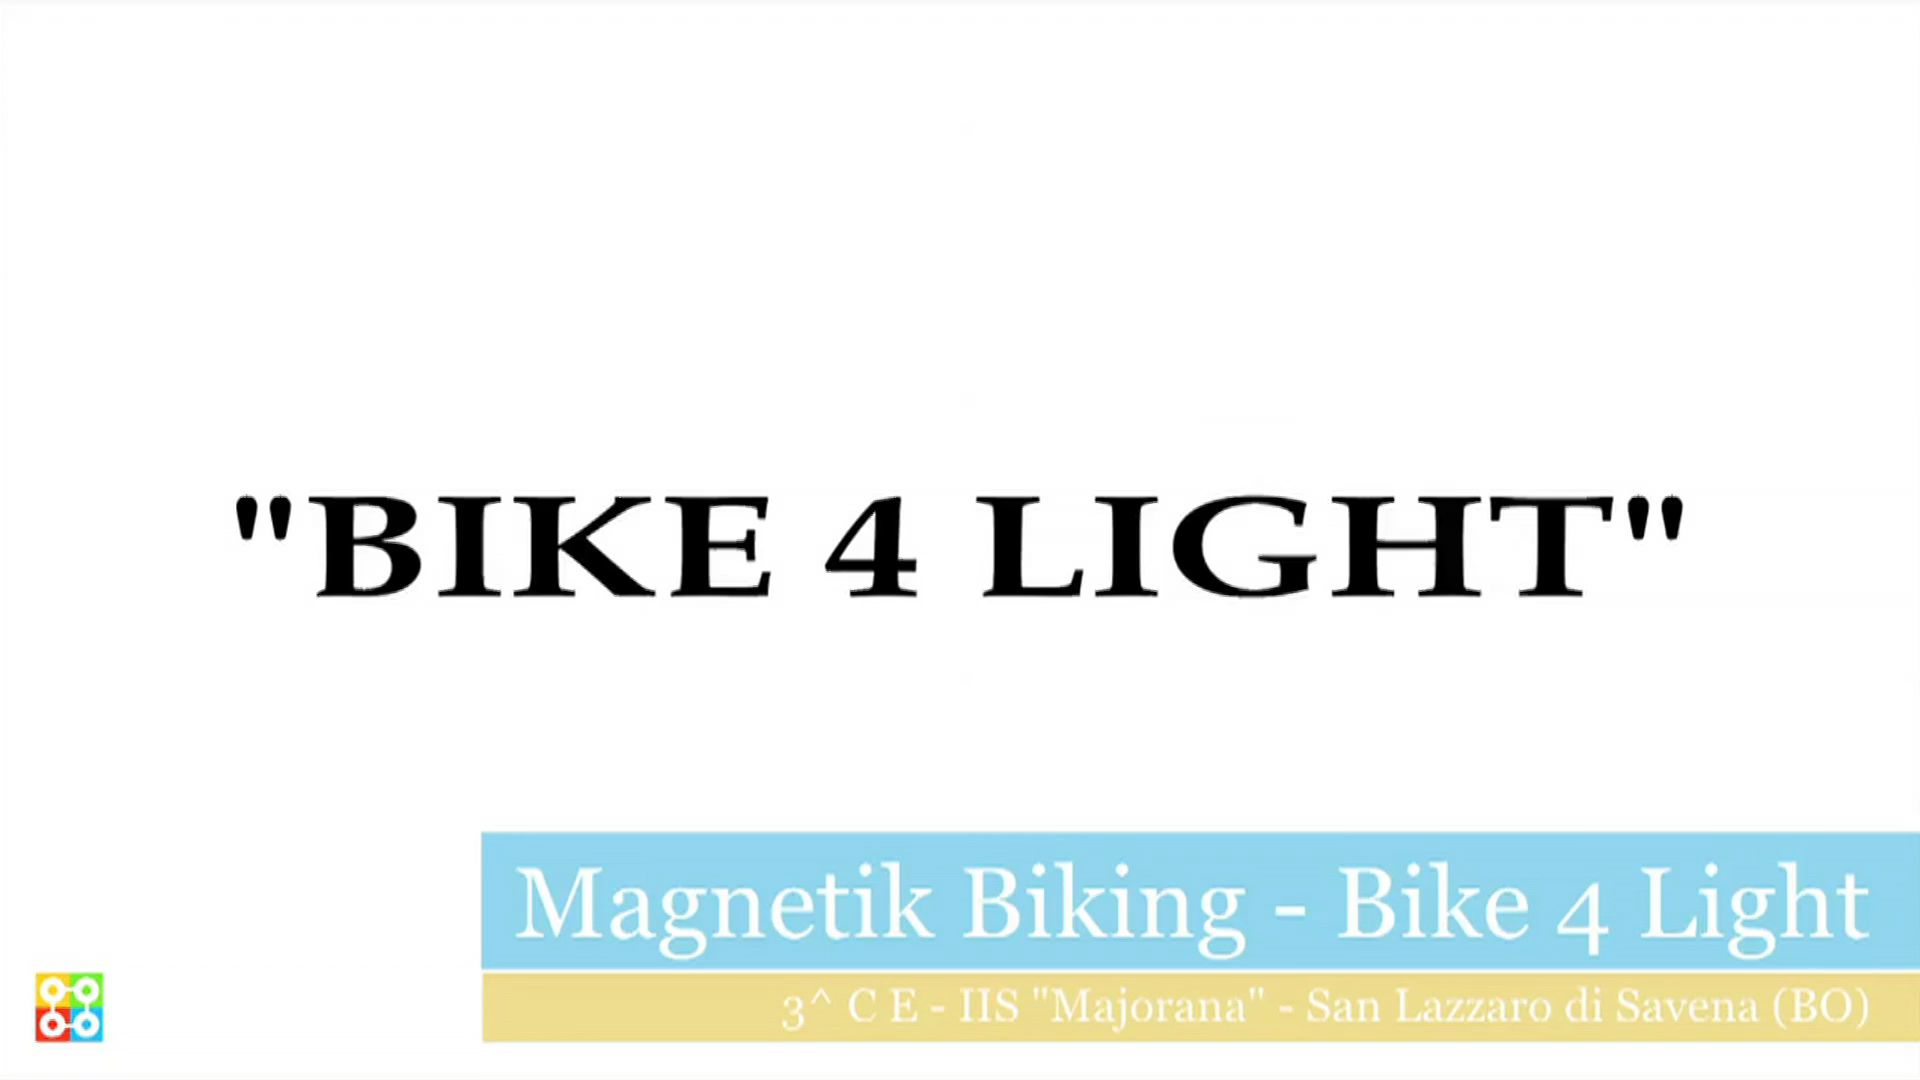 "BIKE 4 LIGHT"
Magnetik Biking - Bike 4 Light
3^ C E - IIS "Majorana" - San Lazzaro di Savena (BO)